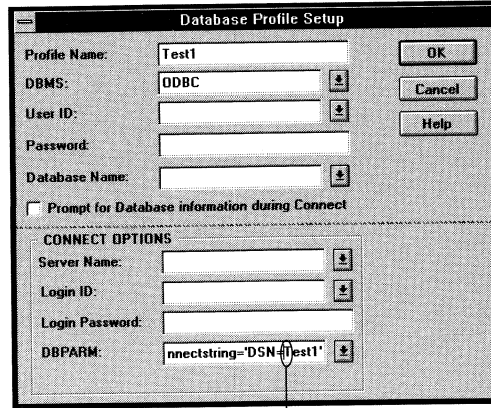 Database Profile Setup
Profile Name: Test1
OK
DBMS: ODBC
Cancel
User ID:
Help
Password:
Database Name:
Prompt for Database information during Connect
CONNECT OPTIONS
Server Name:
Login ID:
Login Password:
DBPARM: nnectstring='DSN=Test1'